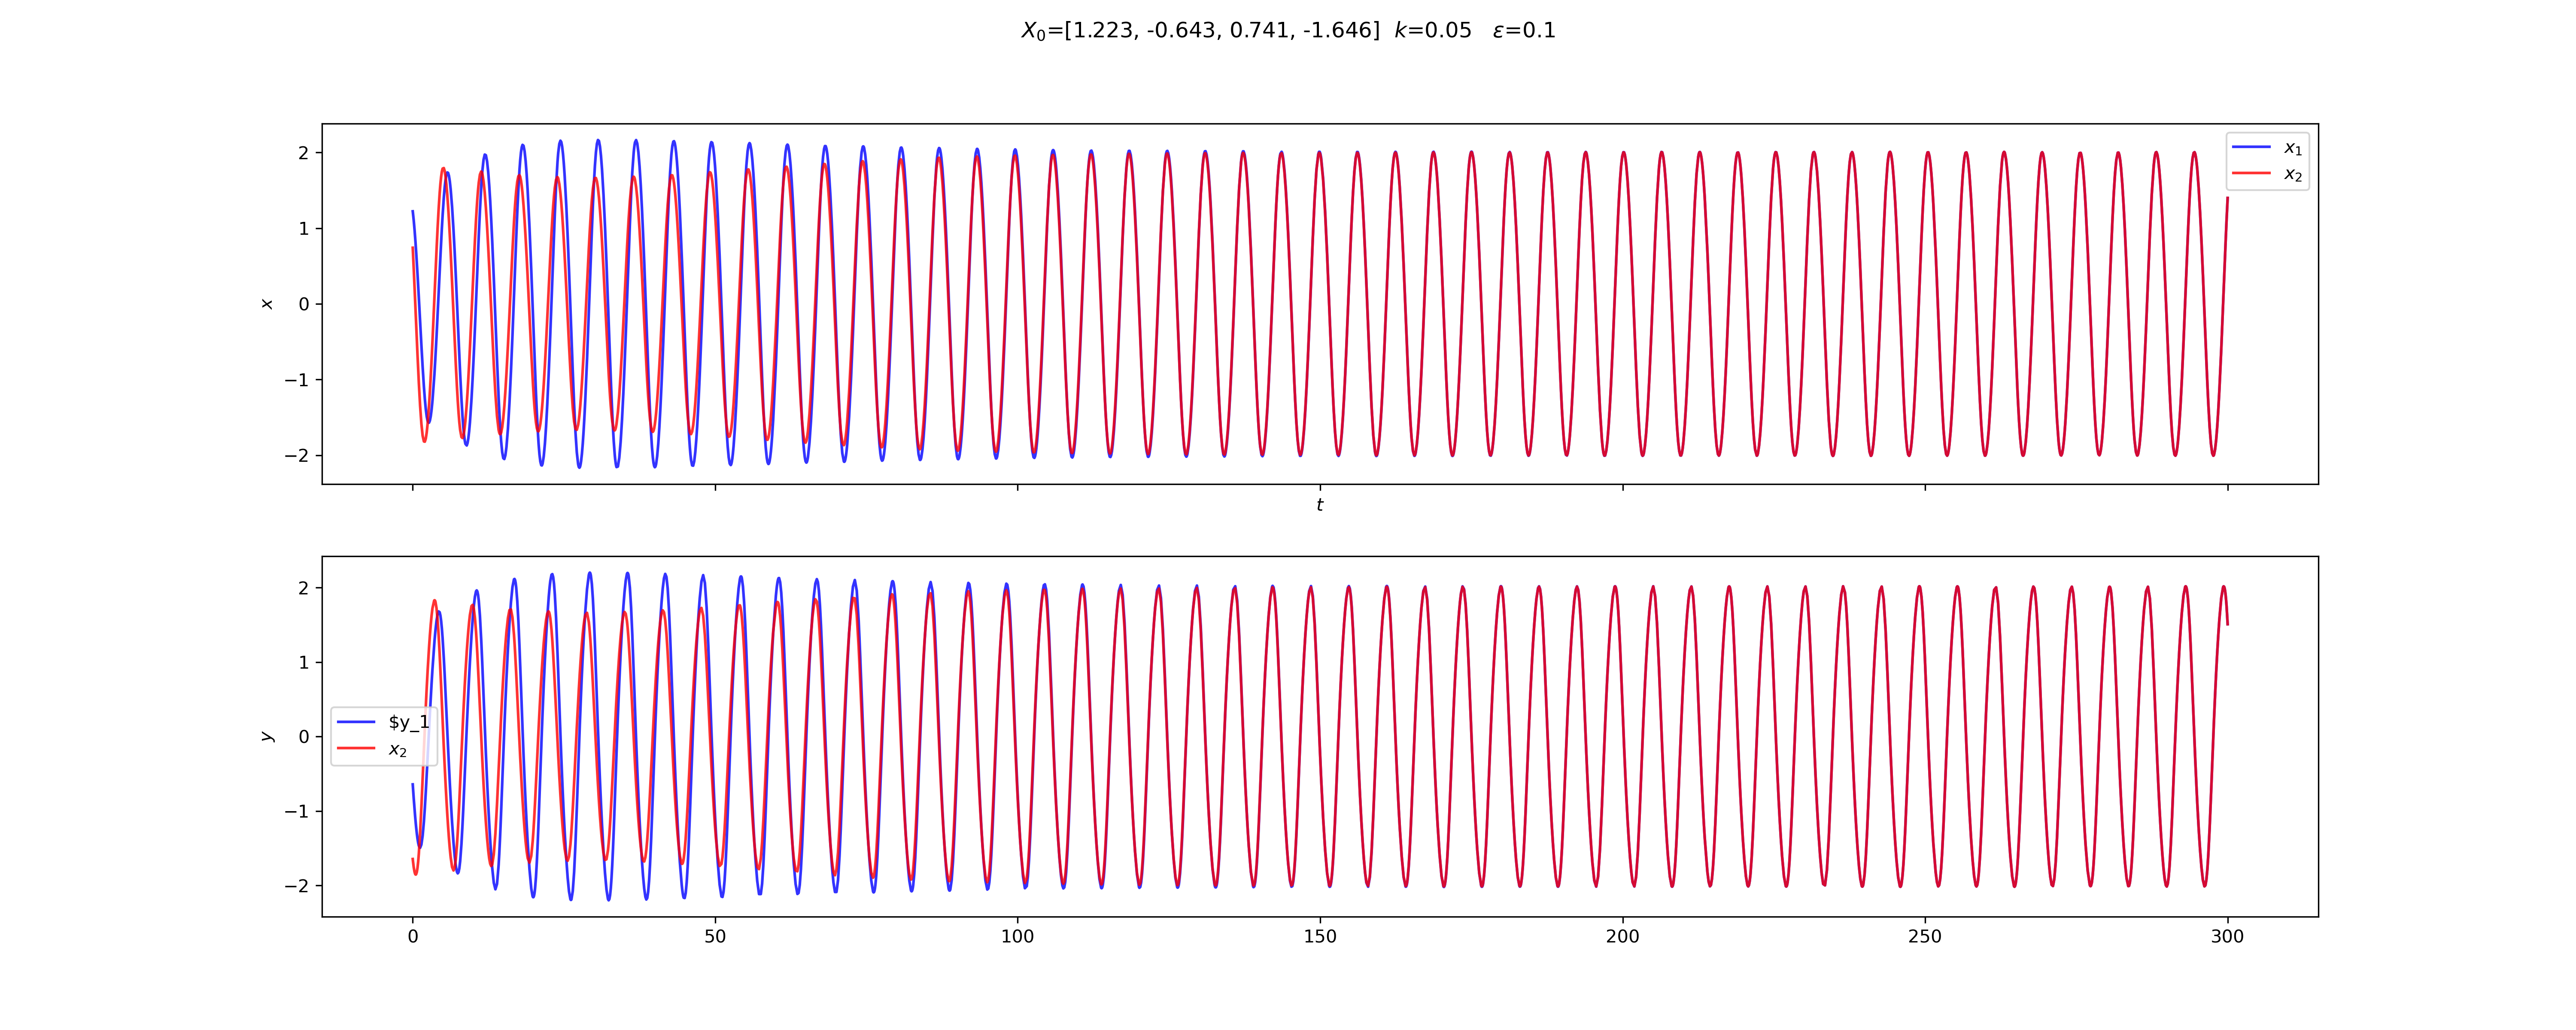 X₀=[1.223, -0.643, 0.741, -1.646] k=0.05 ε=0.1
2
1
0
−1
−2
x
x₁
x₂
t
2
1
0
−1
−2
y
$y_1
x₂
0 50 100 150 200 250 300